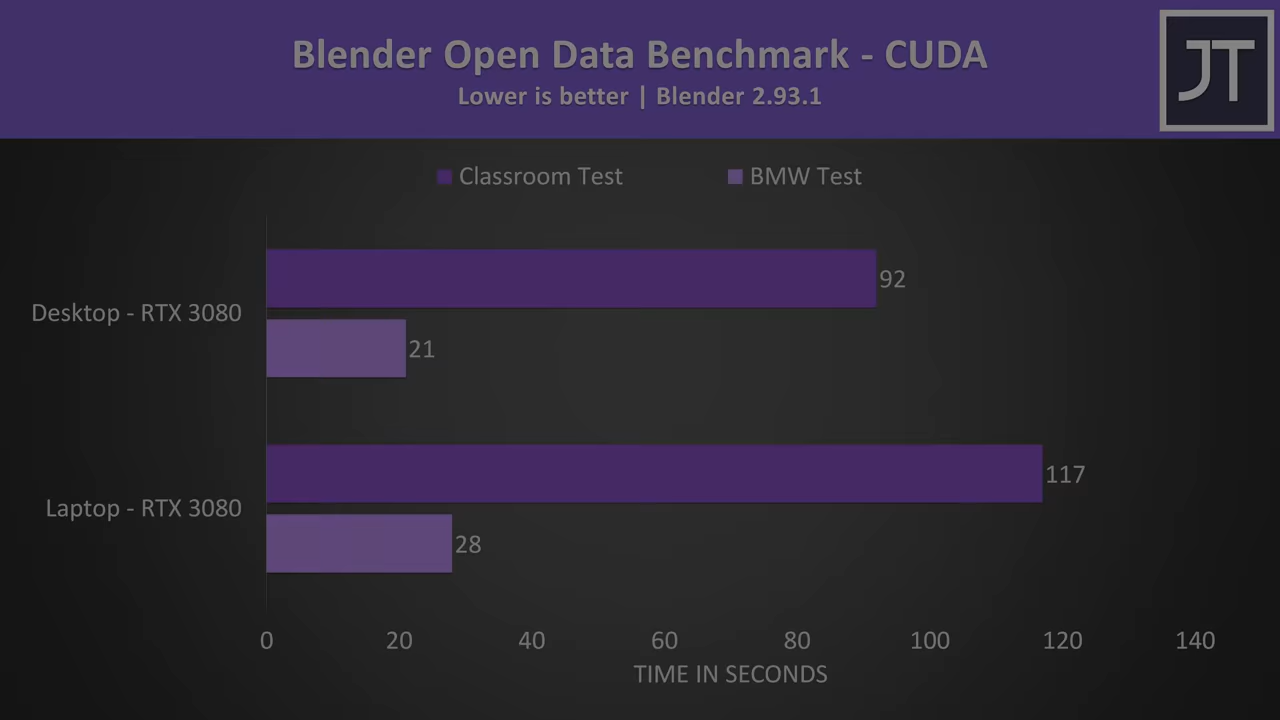 Blender Open Data Benchmark - CUDA
Lower is better | Blender 2.93.1
JT
Classroom Test
BMW Test
Desktop - RTX 3080
92
21
Laptop - RTX 3080
117
28
0 20 40 60 80 100 120 140
TIME IN SECONDS